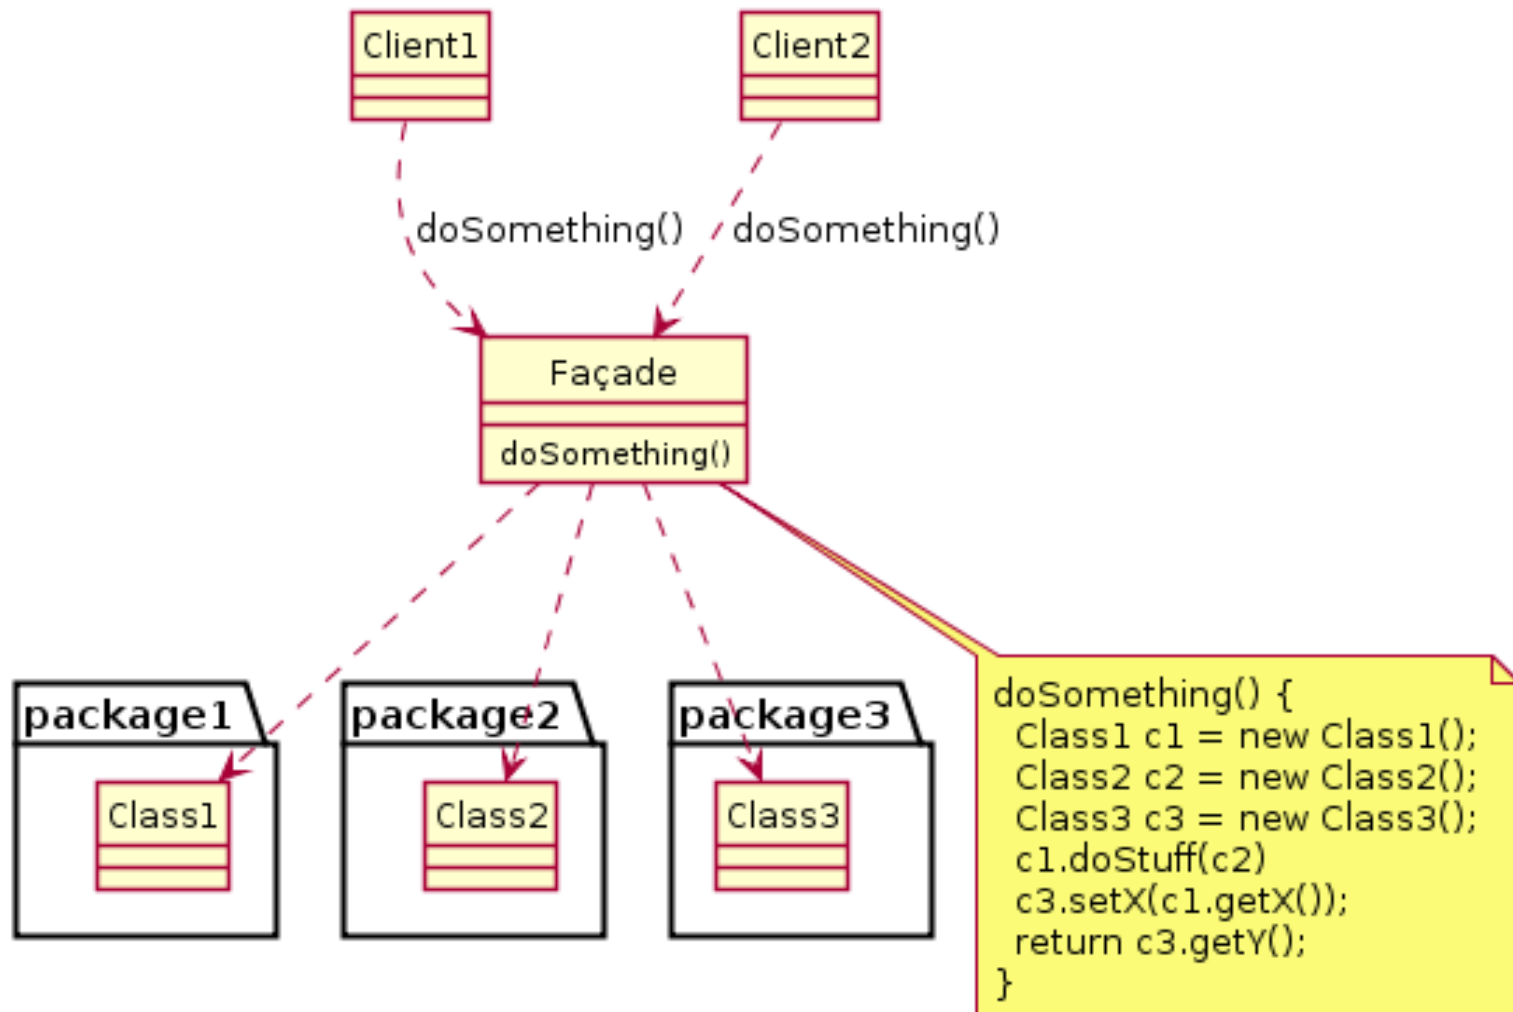 Client1
Client2
doSomething()
doSomething()
Façade
doSomething()
package1
package2
package3
Class1
Class2
Class3
doSomething() {
Class1 c1 = new Class1();
Class2 c2 = new Class2();
Class3 c3 = new Class3();
c1.doStuff(c2)
c3.setX(c1.getX());
return c3.getY();
}